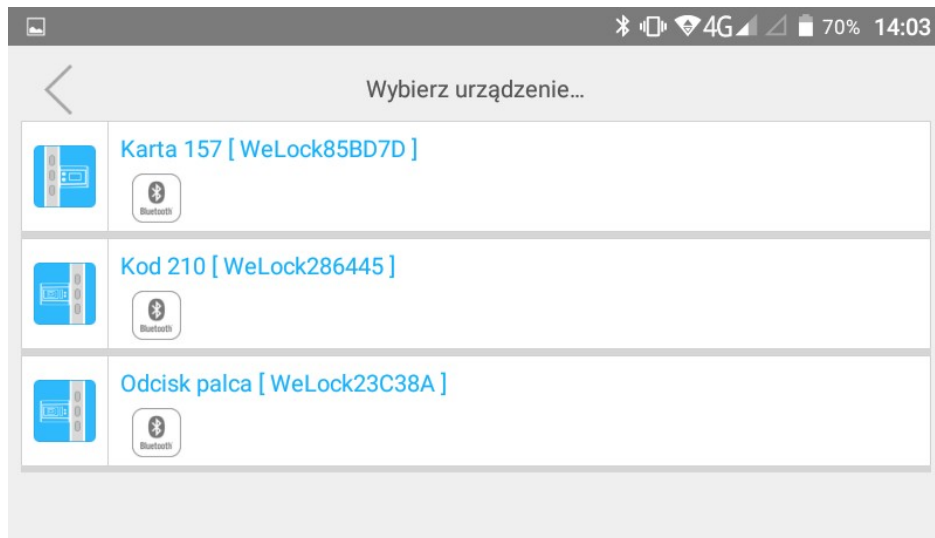 4G 70% 14:03
Wybierz urządzenie...
Karta 157 [ WeLock85BD7D ]
Bluetooth
Kod 210 [ WeLock286445 ]
Bluetooth
Odcisk palca [ WeLock23C38A ]
Bluetooth